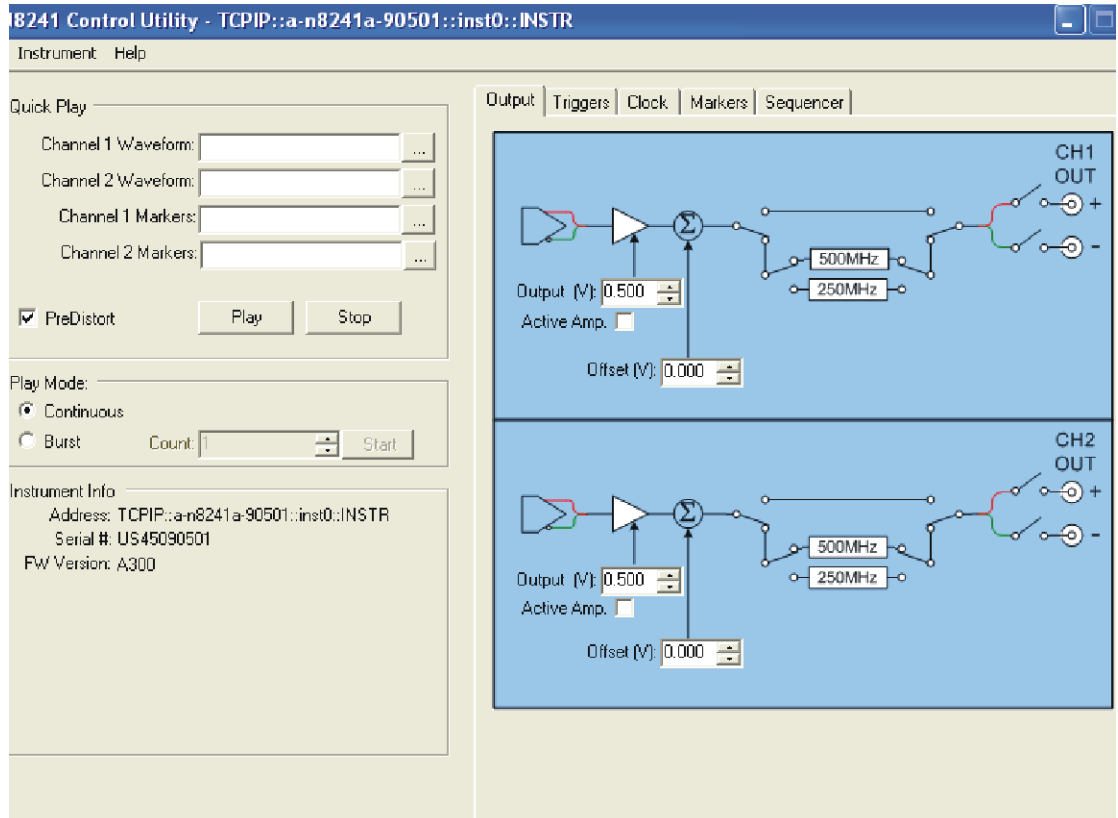 N8241 Control Utility - TCPIP::a-n8241a-90501::inst0::INSTR
Instrument Help
Quick Play
Channel 1 Waveform: ...
Channel 2 Waveform: ...
Channel 1 Markers: ...
Channel 2 Markers: ...
PreDistort Play Stop
Play Mode:
Continuous
Burst Count: 1 Start
Instrument Info
Address: TCPIP::a-n8241a-90501::inst0::INSTR
Serial #: US45090501
FW Version: A300
Output Triggers Clock Markers Sequencer
CH1
OUT
+
Σ
-
500MHz
250MHz
Output (V): 0.500
Active Amp.
Offset (V): 0.000
CH2
OUT
+
Σ
-
500MHz
250MHz
Output (V): 0.500
Active Amp.
Offset (V): 0.000